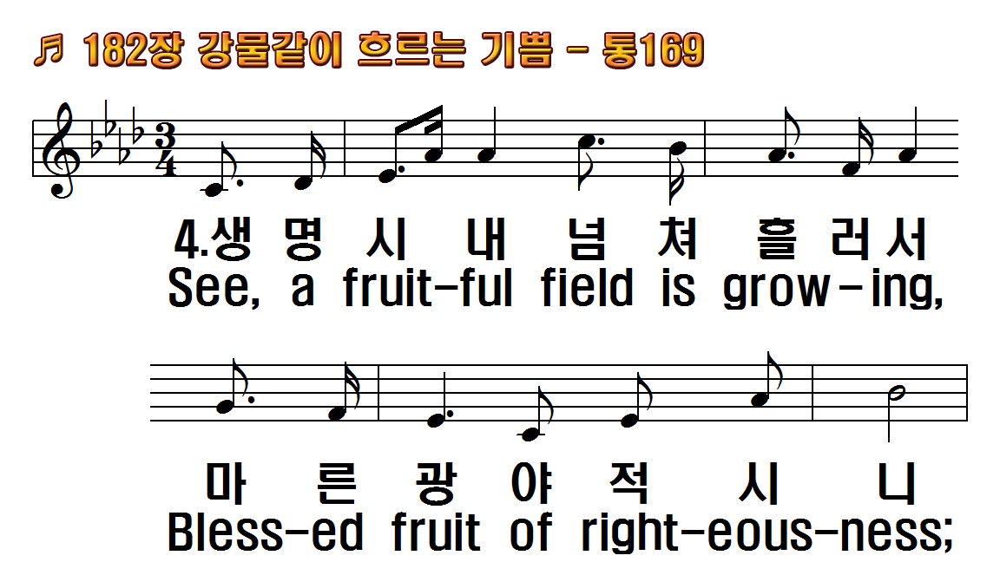 ♬ 182장 강물같이 흐르는 기쁨 - 통169
3
4
4.생 명 시 내 넘 쳐 흘 러 서
See, a fruit-ful field is grow-ing,
마 른 광 야 적 시 니
Bless-ed fruit of right-eous-ness;